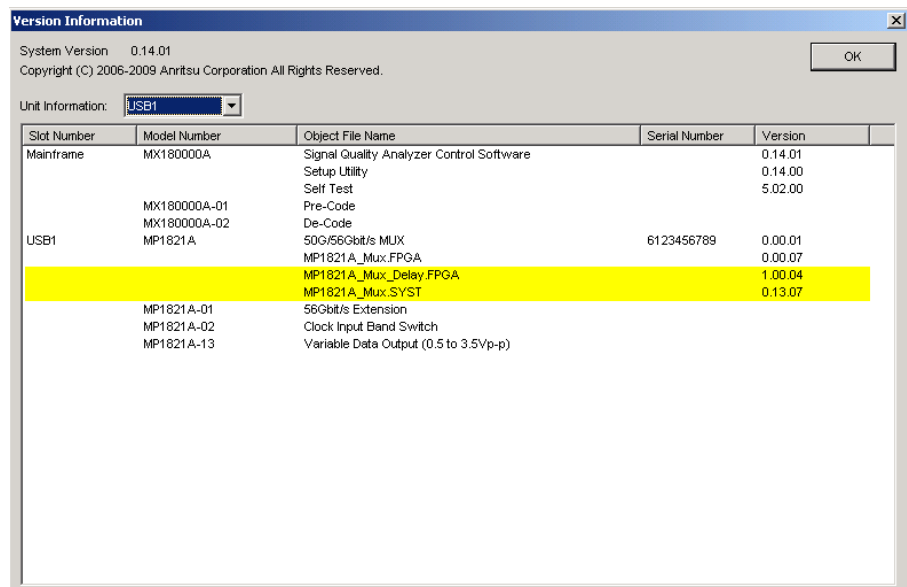 Version Information
System Version 0.14.01
OK
Copyright (C) 2006-2009 Anritsu Corporation All Rights Reserved.
Unit Information: USB1
Slot Number Model Number Object File Name Serial Number Version
Mainframe MX180000A Signal Quality Analyzer Control Software 0.14.01
Setup Utility 0.14.00
Self Test 5.02.00
MX180000A-01 Pre-Code
MX180000A-02 De-Code
USB1 MP1821A 50G/56Gbit/s MUX 6123456789 0.00.01
MP1821A_Mux.FPGA 0.00.07
MP1821A_Mux_Delay.FPGA 1.00.04
MP1821A_Mux.SYST 0.13.07
MP1821A-01 56Gbit/s Extension
MP1821A-02 Clock Input Band Switch
MP1821A-13 Variable Data Output (0.5 to 3.5Vp-p)